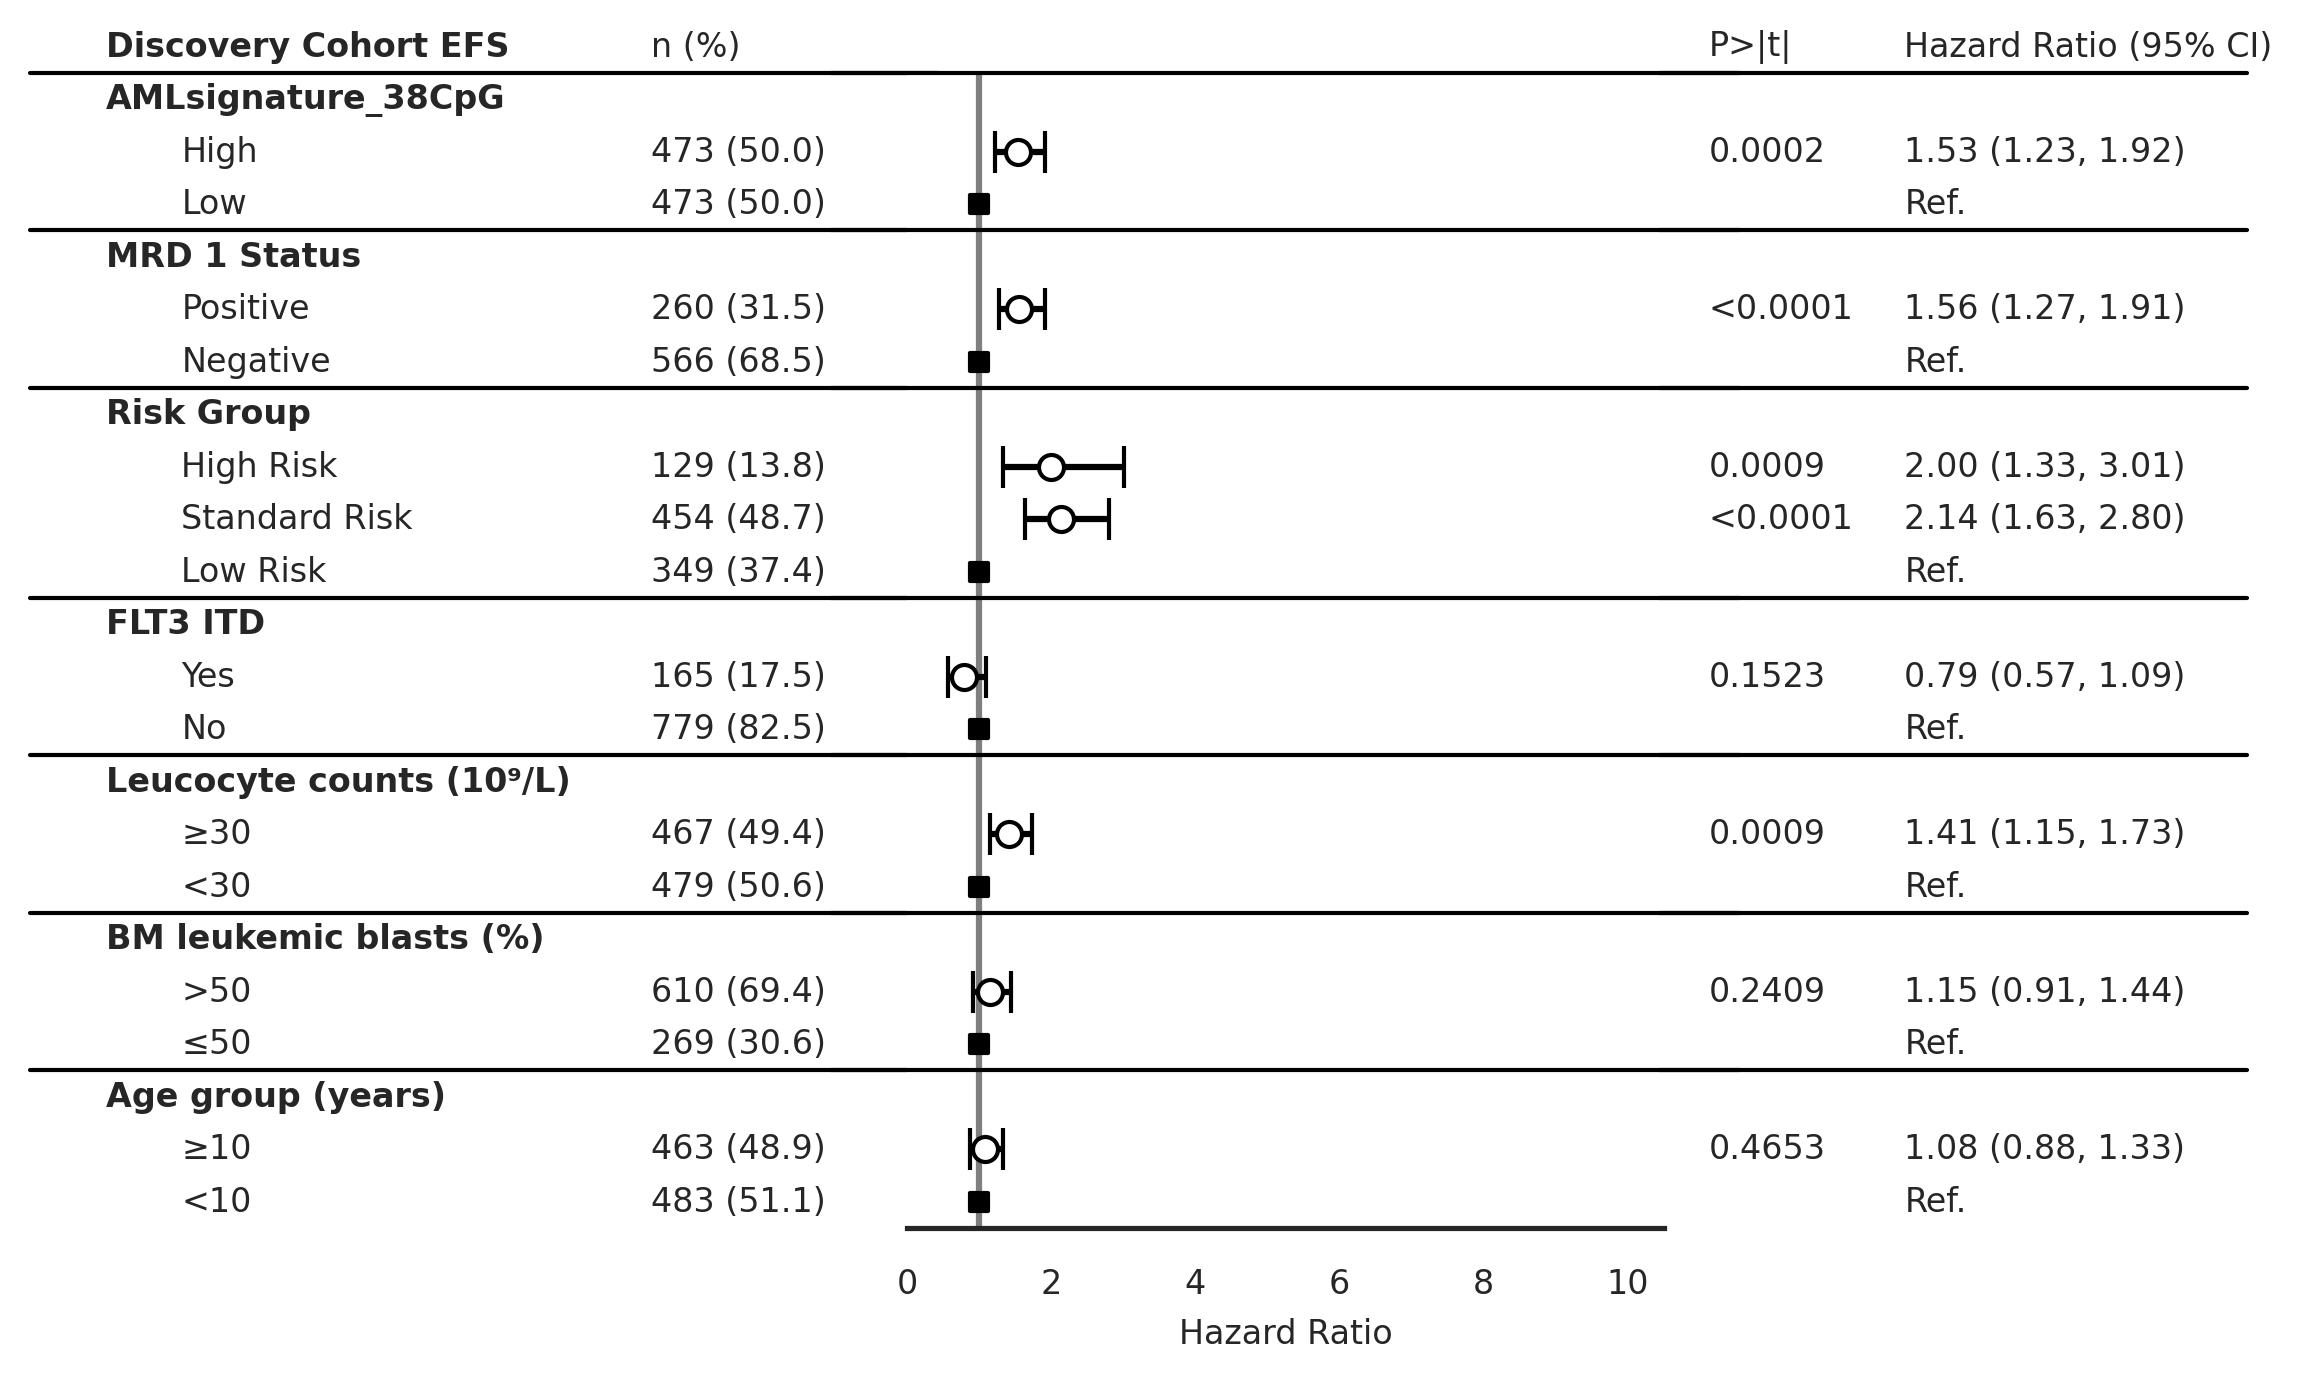 Discovery Cohort EFS n (%) P>|t| Hazard Ratio (95% CI)
AMLsignature_38CpG
High 473 (50.0) 0.0002 1.53 (1.23, 1.92)
Low 473 (50.0) Ref.
MRD 1 Status
Positive 260 (31.5) <0.0001 1.56 (1.27, 1.91)
Negative 566 (68.5) Ref.
Risk Group
High Risk 129 (13.8) 0.0009 2.00 (1.33, 3.01)
Standard Risk 454 (48.7) <0.0001 2.14 (1.63, 2.80)
Low Risk 349 (37.4) Ref.
FLT3 ITD
Yes 165 (17.5) 0.1523 0.79 (0.57, 1.09)
No 779 (82.5) Ref.
Leucocyte counts (10⁹/L)
≥30 467 (49.4) 0.0009 1.41 (1.15, 1.73)
<30 479 (50.6) Ref.
BM leukemic blasts (%)
>50 610 (69.4) 0.2409 1.15 (0.91, 1.44)
≤50 269 (30.6) Ref.
Age group (years)
≥10 463 (48.9) 0.4653 1.08 (0.88, 1.33)
<10 483 (51.1) Ref.
0 2 4 6 8 10
Hazard Ratio